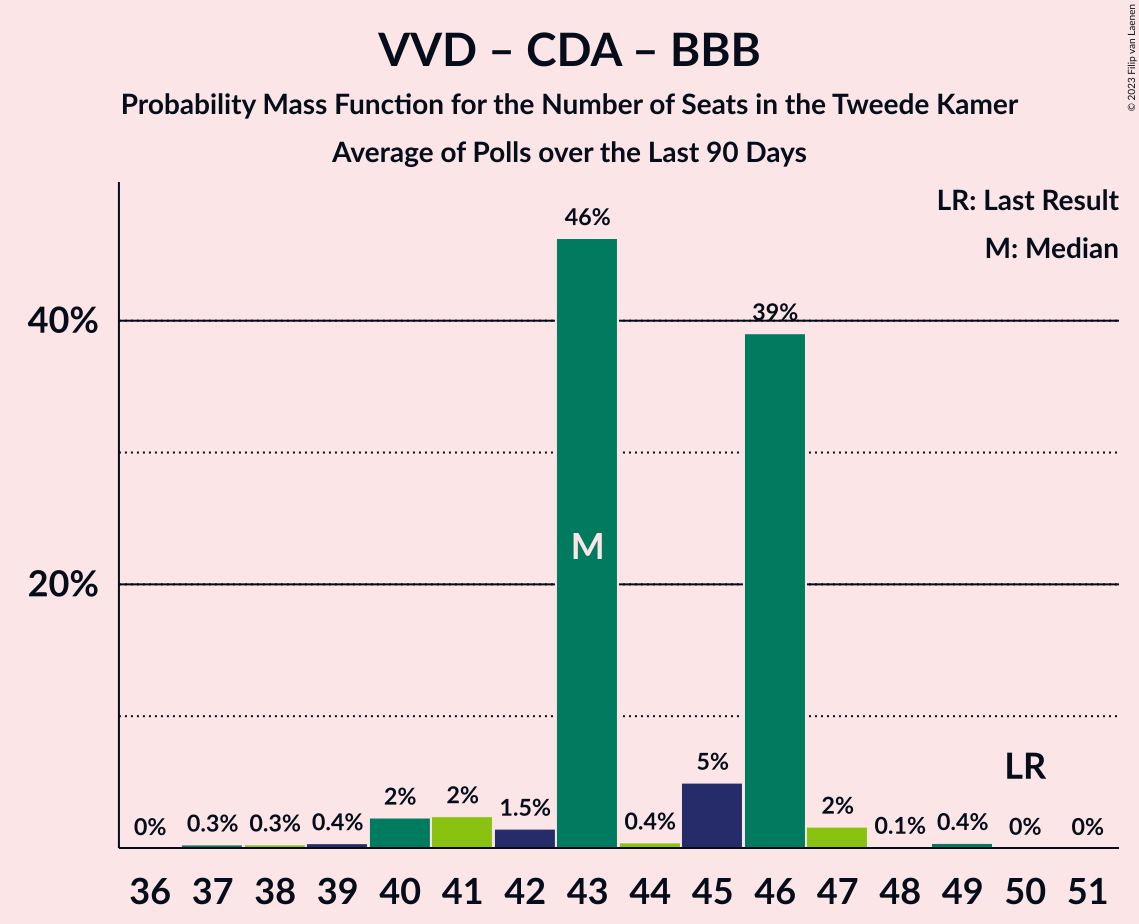 VVD – CDA – BBB
Probability Mass Function for the Number of Seats in the Tweede Kamer
Average of Polls over the Last 90 Days
© 2023 Filip van Laenen
LR: Last Result
M: Median
46%
40%
39%
M
20%
5%
LR
0% 0.3% 0.3% 0.4% 2% 2% 1.5% 0.4% 2% 0.1% 0.4% 0% 0%
36 37 38 39 40 41 42 43 44 45 46 47 48 49 50 51